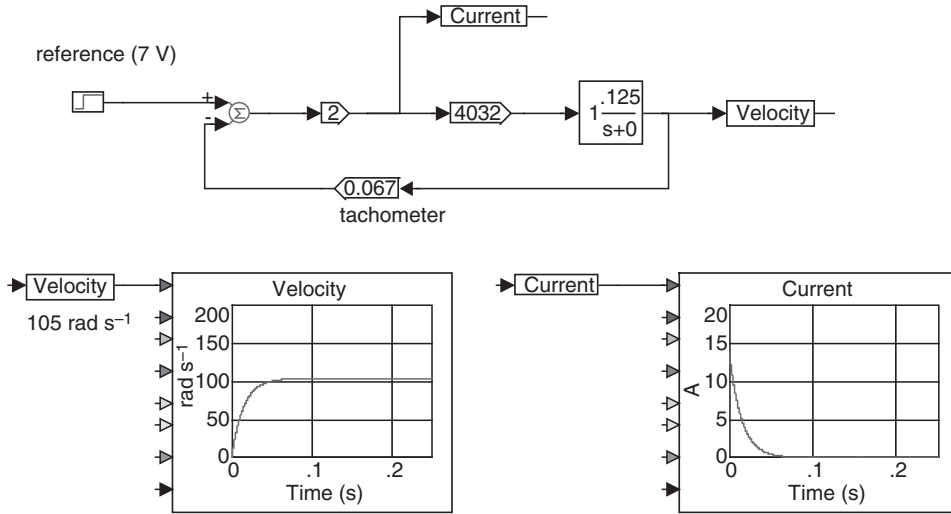 Current
reference (7 V)
+
-
Σ
2
4032
1 .125
s+0
Velocity
0.067
tachometer
Velocity
105 rad s⁻¹
Velocity
200
150
100
50
0
rad s⁻¹
0 .1 .2
Time (s)
Current
Current
20
15
10
5
0
A
0 .1 .2
Time (s)